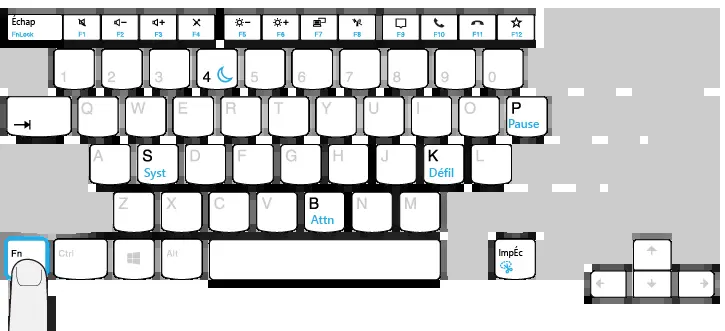 Échap
FnLock F1 F2 F3 F4 F5 F6 F7 F8 F9 F10 F11 F12
1 2 3 4 5 6 7 8 9 0
Q W E R T Y U I O P
Pause
A S D F G H J K L
Syst Défil
Z X C V B N M
Attn
Fn Ctrl Alt ImpÉc